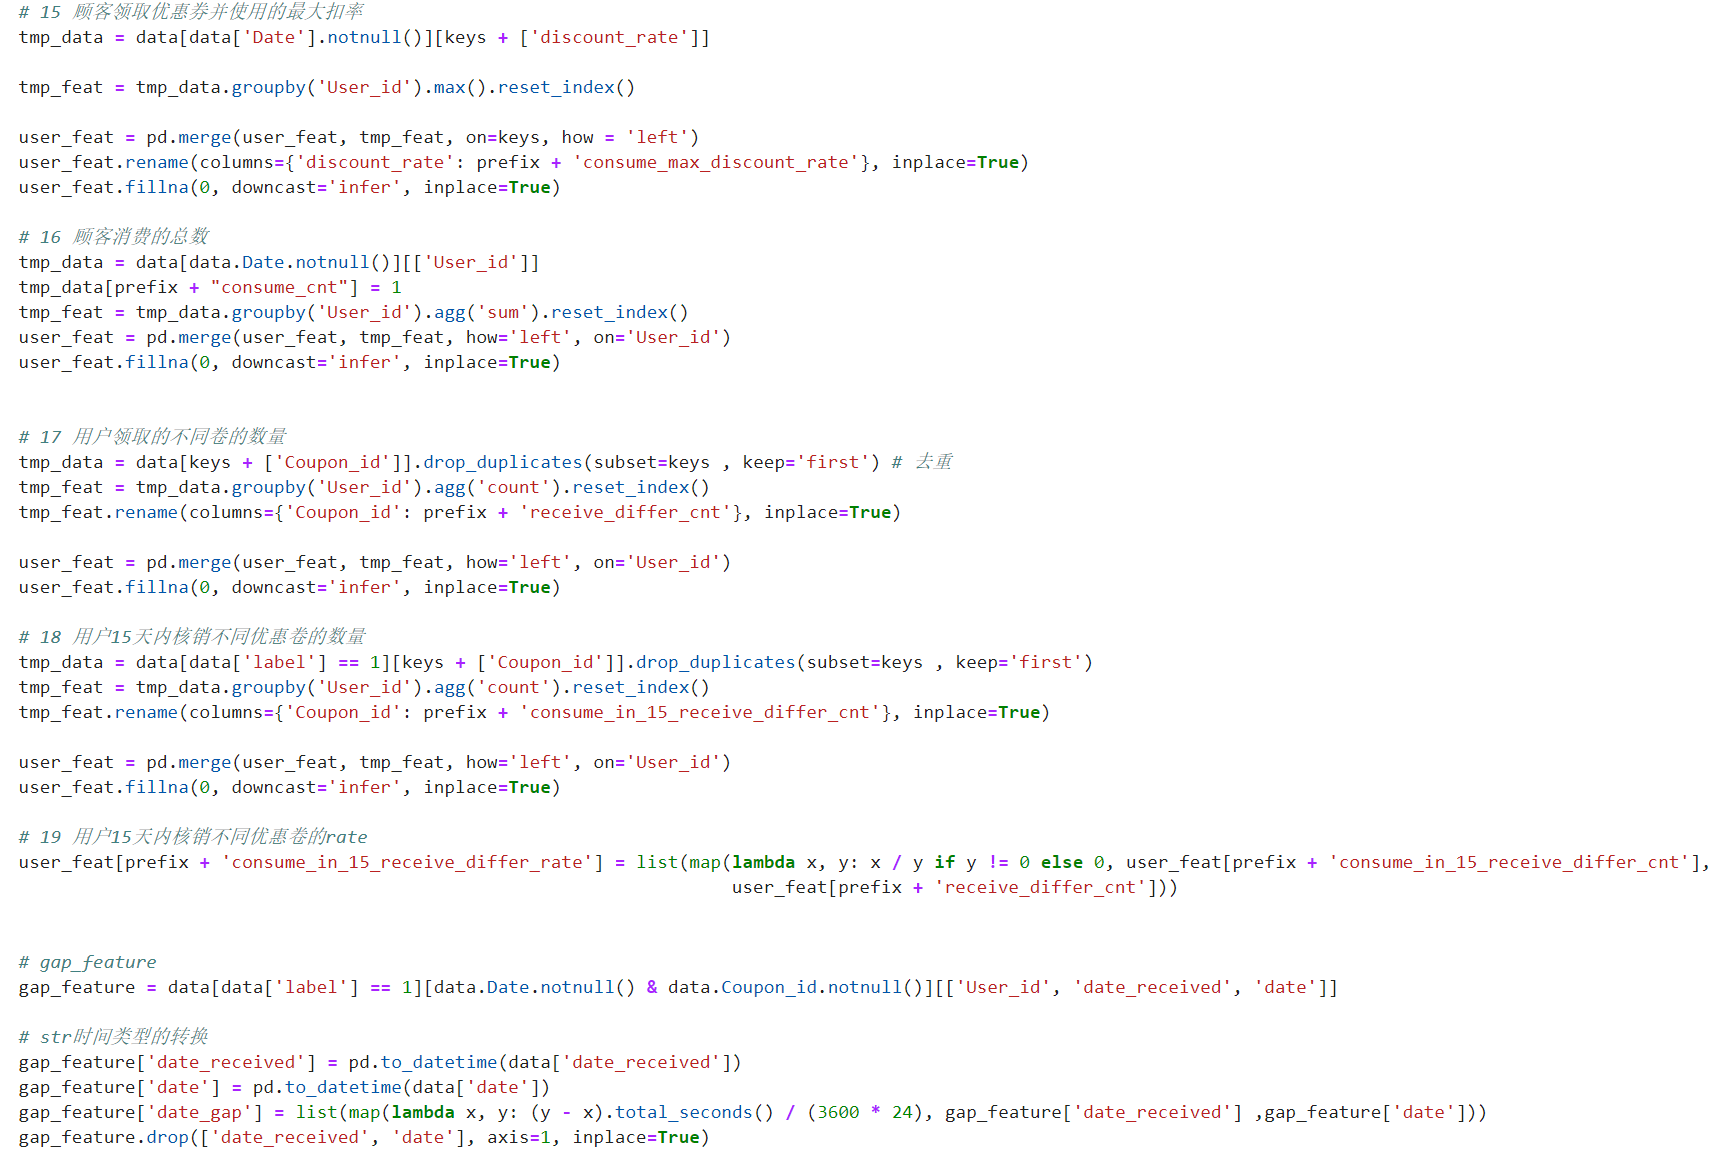 # 15 顾客领取优惠券并使用的最大扣率
tmp_data = data[data['Date'].notnull()][keys + ['discount_rate']]
tmp_feat = tmp_data.groupby('User_id').max().reset_index()
user_feat = pd.merge(user_feat, tmp_feat, on=keys, how = 'left')
user_feat.rename(columns={'discount_rate': prefix + 'consume_max_discount_rate'}, inplace=True)
user_feat.fillna(0, downcast='infer', inplace=True)
# 16 顾客消费的总数
tmp_data = data[data.Date.notnull()][['User_id']]
tmp_data[prefix + "consume_cnt"] = 1
tmp_feat = tmp_data.groupby('User_id').agg('sum').reset_index()
user_feat = pd.merge(user_feat, tmp_feat, how='left', on='User_id')
user_feat.fillna(0, downcast='infer', inplace=True)
# 17 用户领取的不同卷的数量
tmp_data = data[keys + ['Coupon_id']].drop_duplicates(subset=keys , keep='first') # 去重
tmp_feat = tmp_data.groupby('User_id').agg('count').reset_index()
tmp_feat.rename(columns={'Coupon_id': prefix + 'receive_differ_cnt'}, inplace=True)
user_feat = pd.merge(user_feat, tmp_feat, how='left', on='User_id')
user_feat.fillna(0, downcast='infer', inplace=True)
# 18 用户15天内核销不同优惠卷的数量
tmp_data = data[data['label'] == 1][keys + ['Coupon_id']].drop_duplicates(subset=keys , keep='first')
tmp_feat = tmp_data.groupby('User_id').agg('count').reset_index()
tmp_feat.rename(columns={'Coupon_id': prefix + 'consume_in_15_receive_differ_cnt'}, inplace=True)
user_feat = pd.merge(user_feat, tmp_feat, how='left', on='User_id')
user_feat.fillna(0, downcast='infer', inplace=True)
# 19 用户15天内核销不同优惠卷的rate
user_feat[prefix + 'consume_in_15_receive_differ_rate'] = list(map(lambda x, y: x / y if y != 0 else 0, user_feat[prefix + 'consume_in_15_receive_differ_cnt'],
user_feat[prefix + 'receive_differ_cnt']))
# gap_feature
gap_feature = data[data['label'] == 1][data.Date.notnull() & data.Coupon_id.notnull()][['User_id', 'date_received', 'date']]
# str时间类型的转换
gap_feature['date_received'] = pd.to_datetime(data['date_received'])
gap_feature['date'] = pd.to_datetime(data['date'])
gap_feature['date_gap'] = list(map(lambda x, y: (y - x).total_seconds() / (3600 * 24), gap_feature['date_received'] ,gap_feature['date']))
gap_feature.drop(['date_received', 'date'], axis=1, inplace=True)